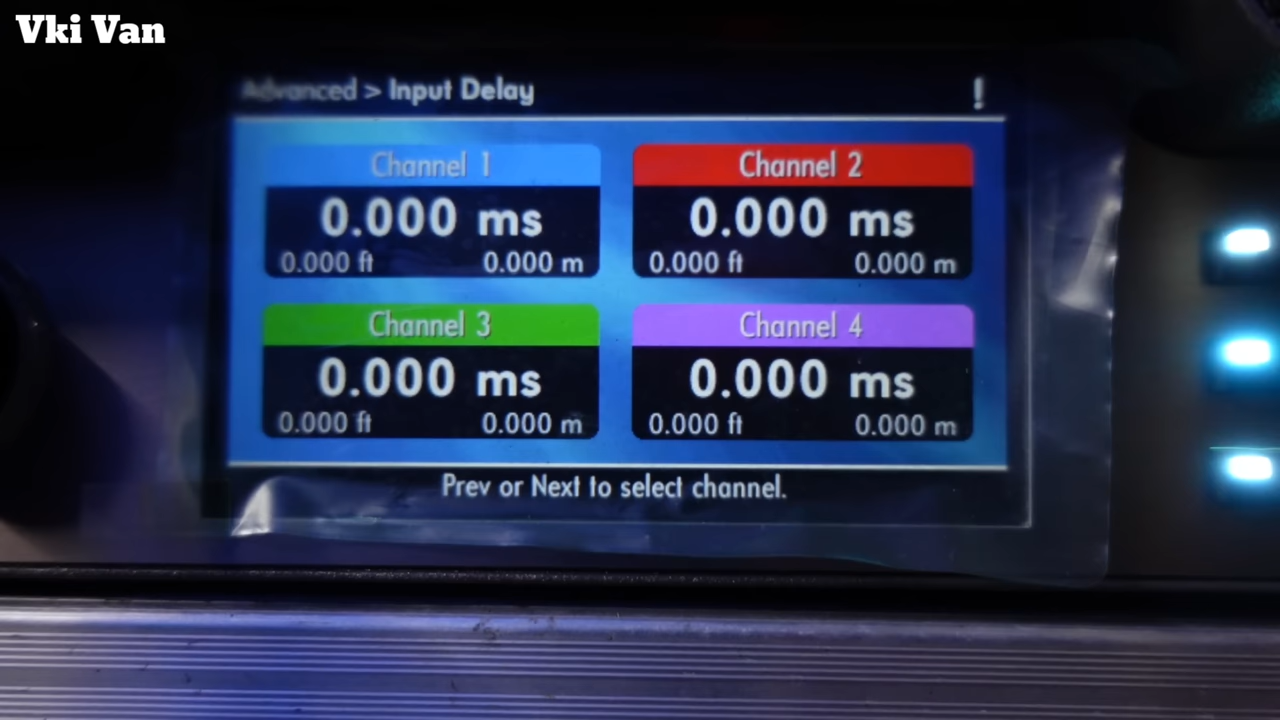 Vki Van
Advanced > Input Delay !
Channel 1
0.000 ms
0.000 ft 0.000 m
Channel 2
0.000 ms
0.000 ft 0.000 m
Channel 3
0.000 ms
0.000 ft 0.000 m
Channel 4
0.000 ms
0.000 ft 0.000 m
Prev or Next to select channel.